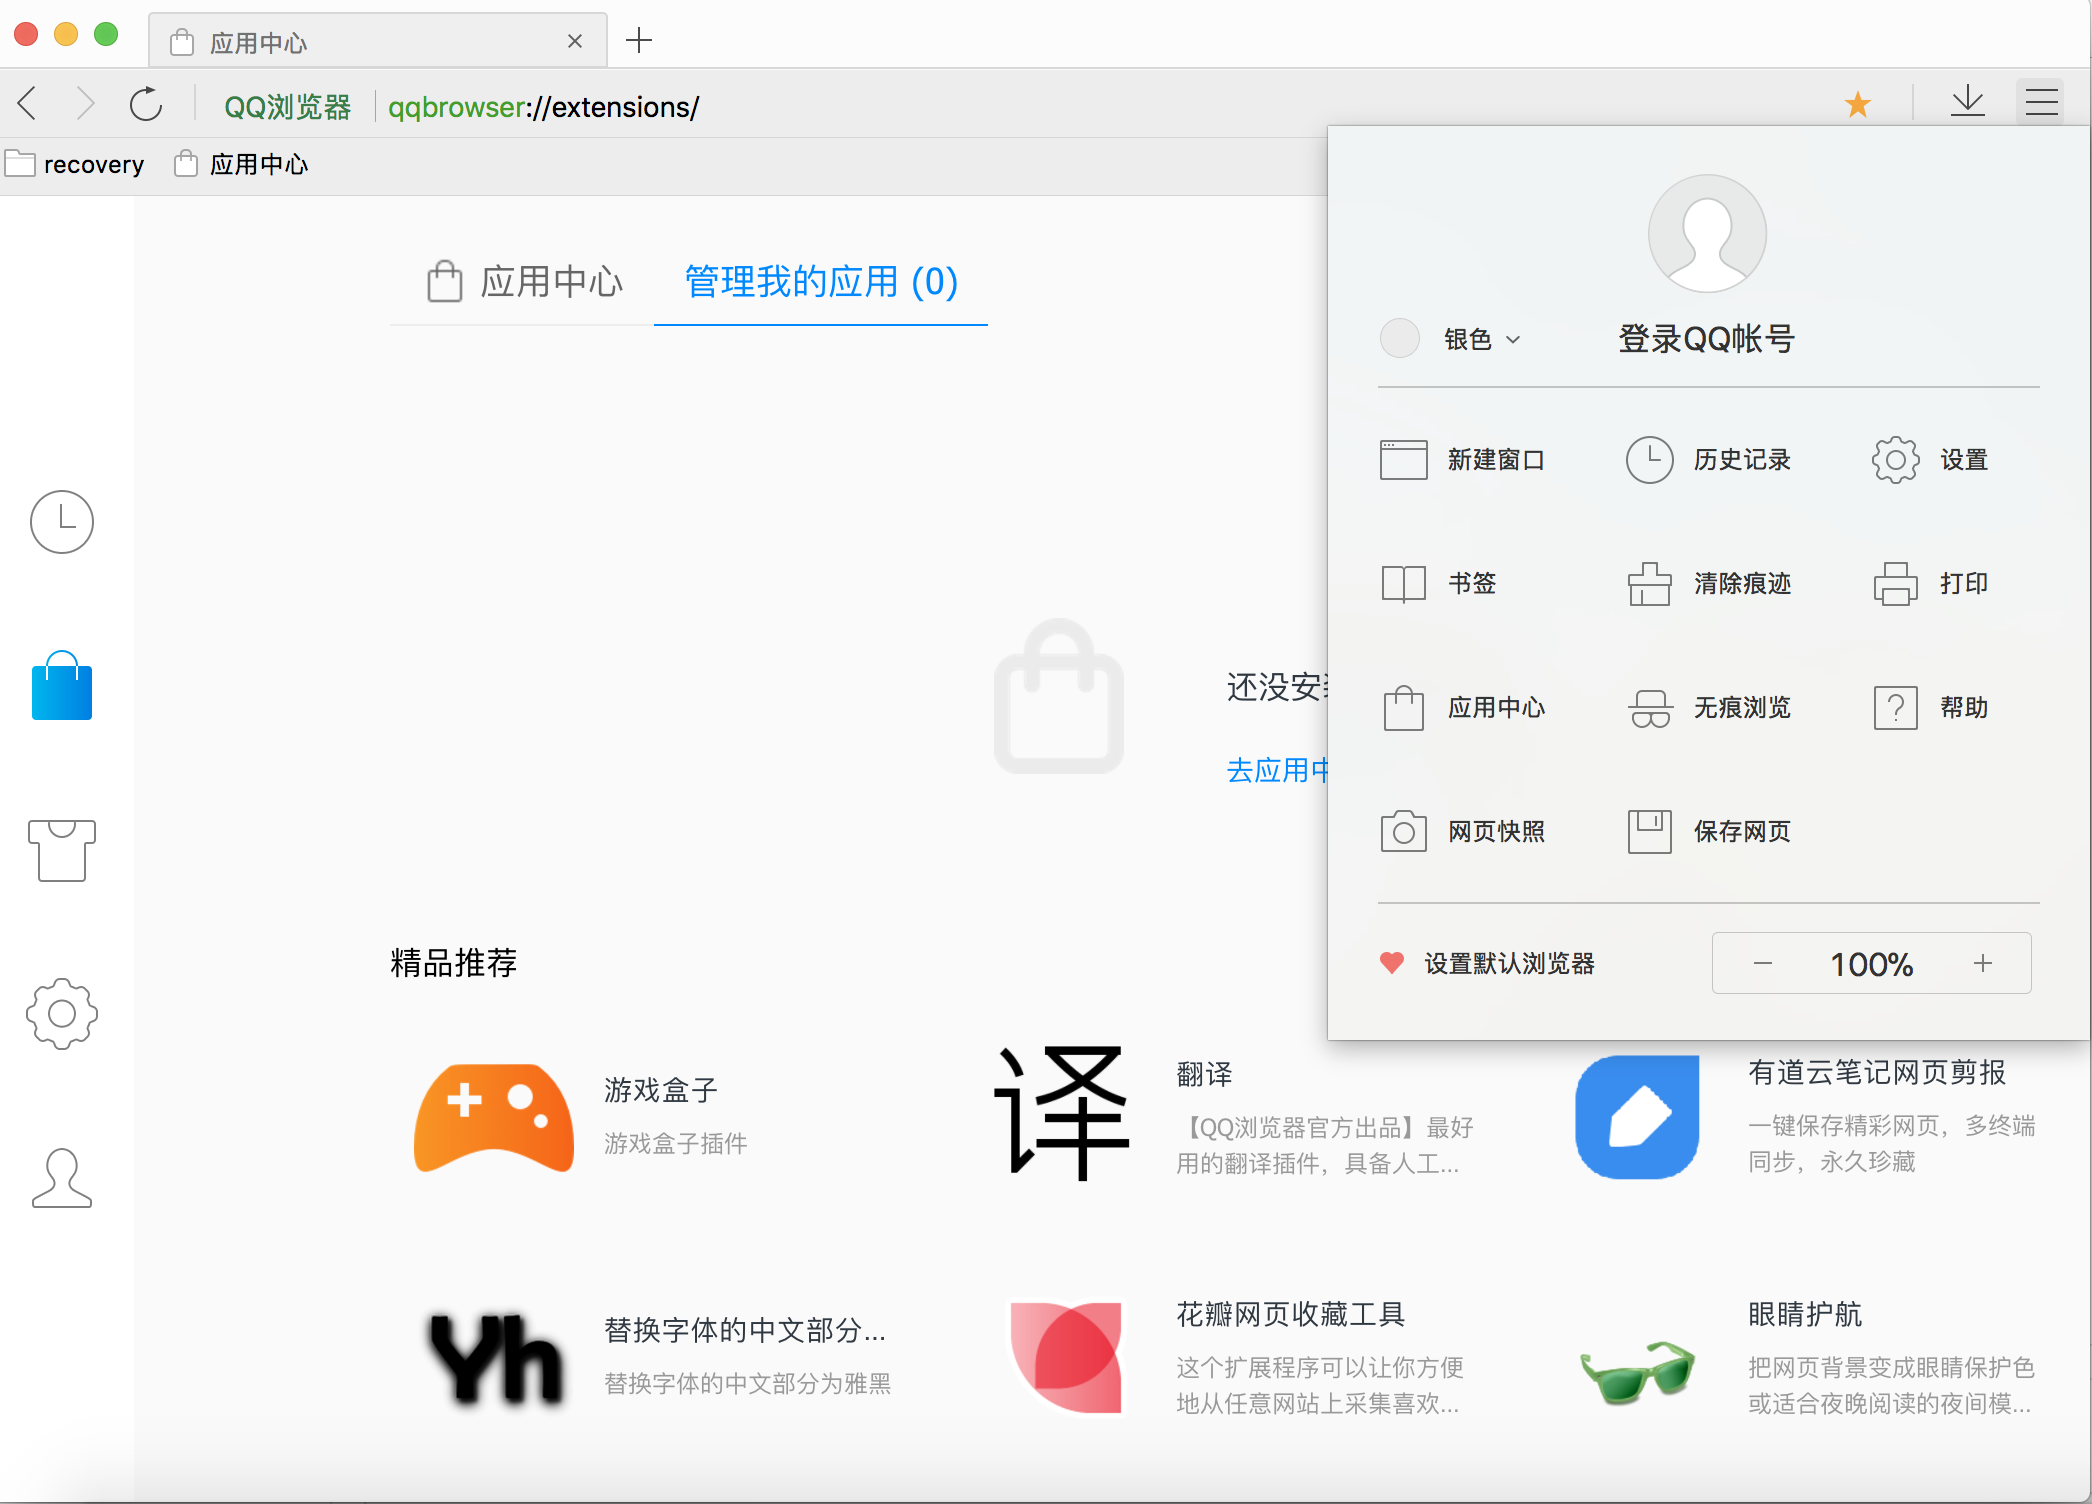 应用中心
QQ浏览器
qqbrowser://extensions/
recovery
应用中心
应用中心
管理我的应用 (0)
还没安
去应用中
精品推荐
游戏盒子
游戏盒子插件
译
翻译
【QQ浏览器官方出品】最好
用的翻译插件，具备人工...
有道云笔记网页剪报
一键保存精彩网页，多终端
同步，永久珍藏
Yh
替换字体的中文部分...
替换字体的中文部分为雅黑
花瓣网页收藏工具
这个扩展程序可以让你方便
地从任意网站上采集喜欢...
眼睛护航
把网页背景变成眼睛保护色
或适合夜晚阅读的夜间模...
银色
登录QQ帐号
新建窗口
历史记录
设置
书签
清除痕迹
打印
应用中心
无痕浏览
帮助
网页快照
保存网页
设置默认浏览器
100%